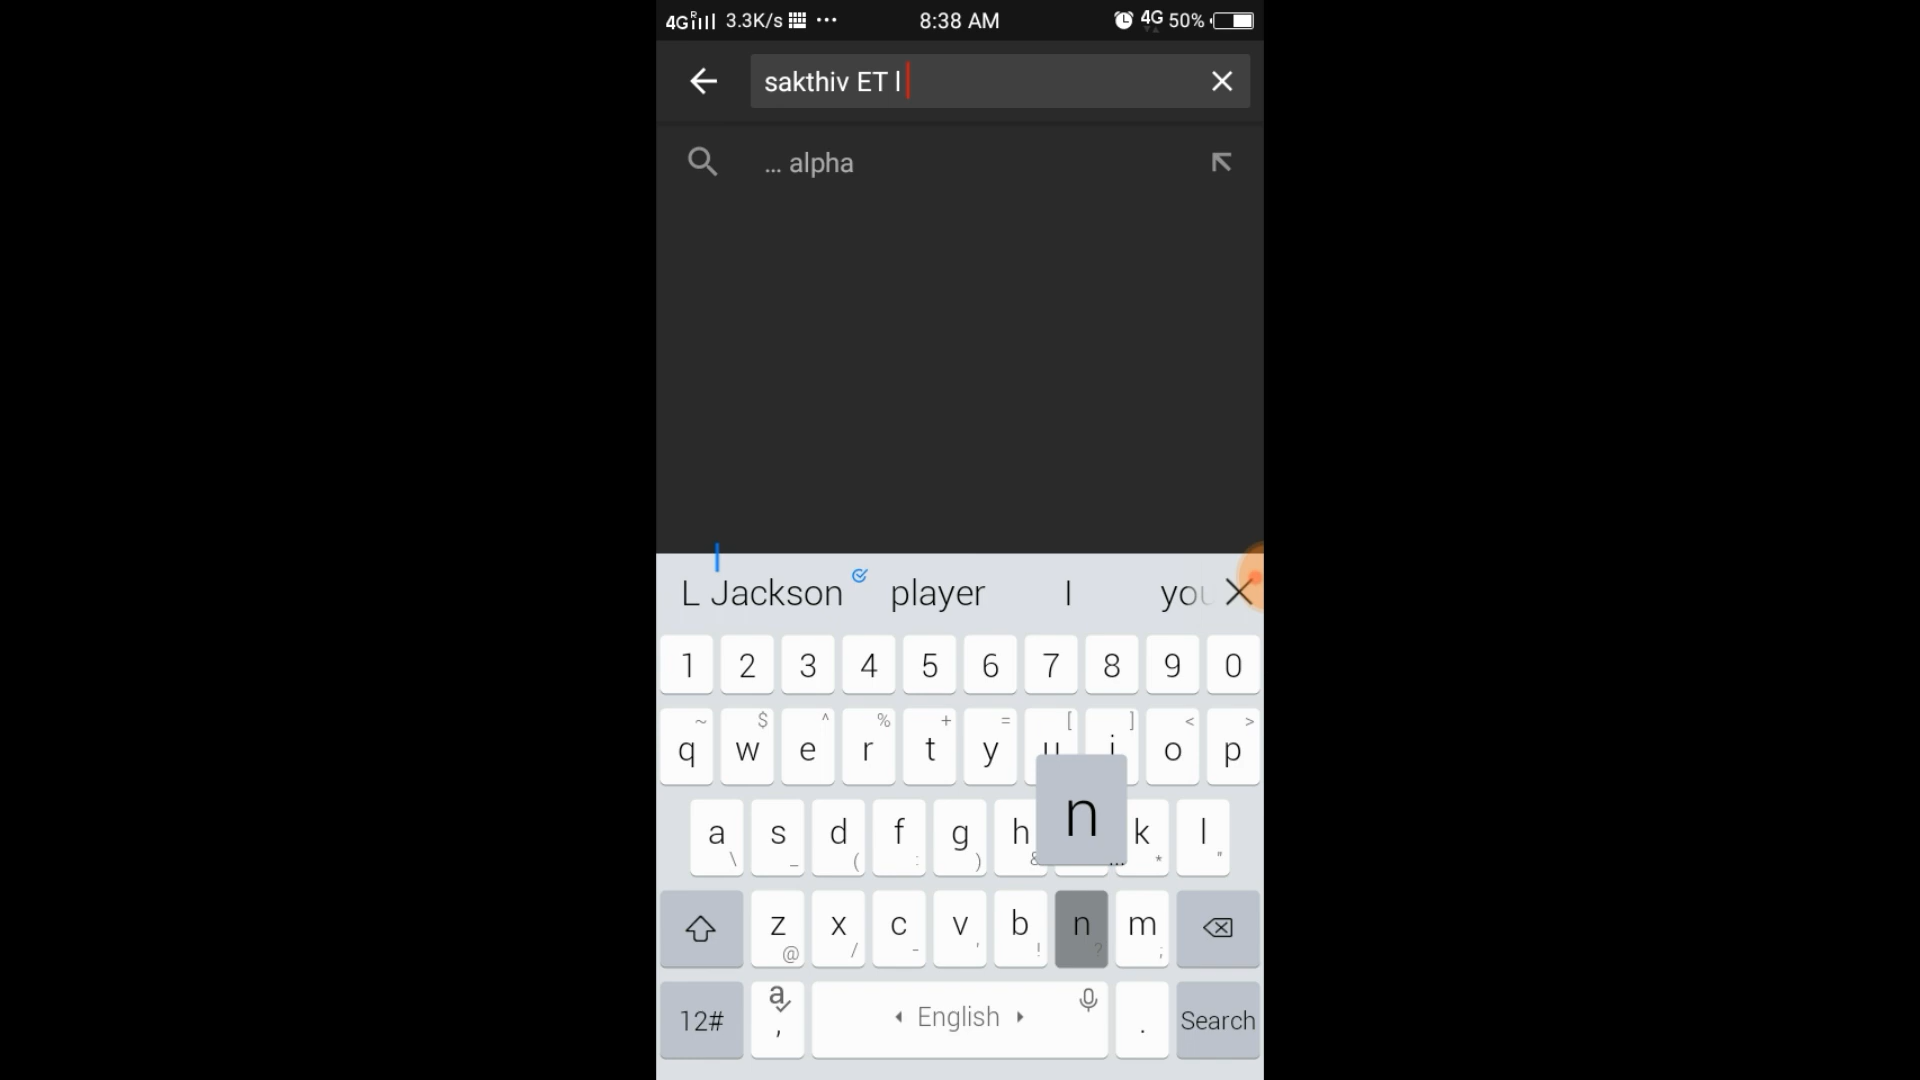 4G R 3.3K/s ··· 8:38 AM 4G 50%
sakthiv ET l
... alpha
L Jackson player I you
1 2 3 4 5 6 7 8 9 0
~ $ ^ % + = [ ] < >
q w e r t y u i o p
a s d f g h n k l
\ _ ( : ) & ... * "
z x c v b n m
@ / - ' ! ? ;
12# a , English . Search